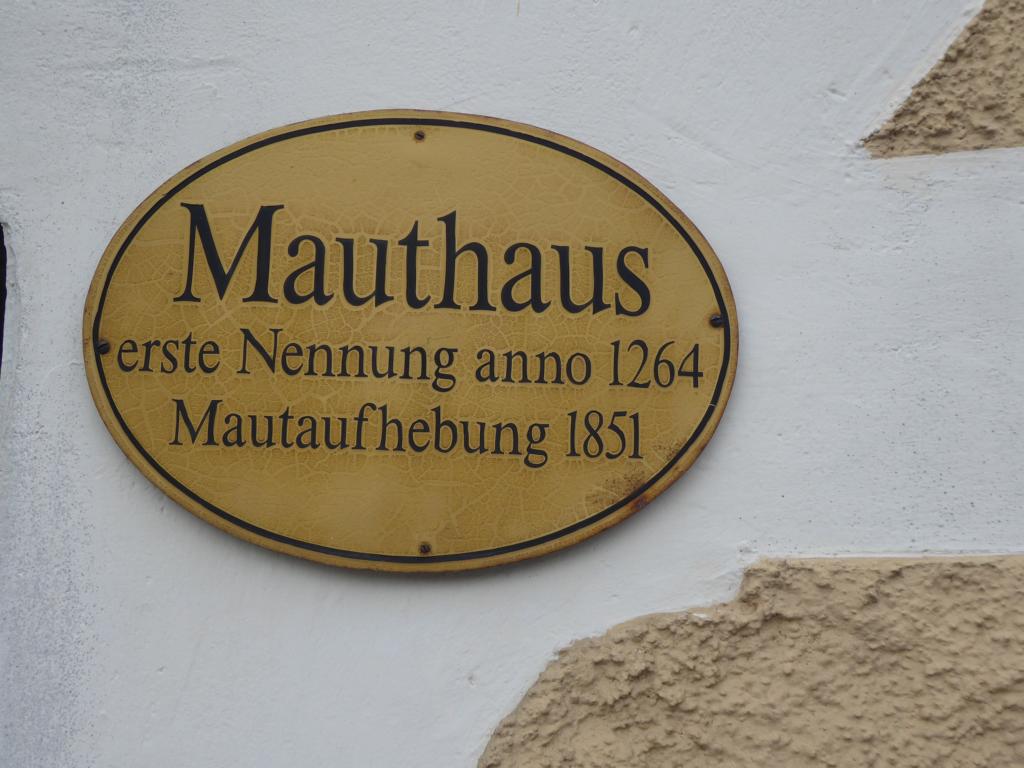 Mauthaus
erste Nennung anno 1264
Mautaufhebung 1851